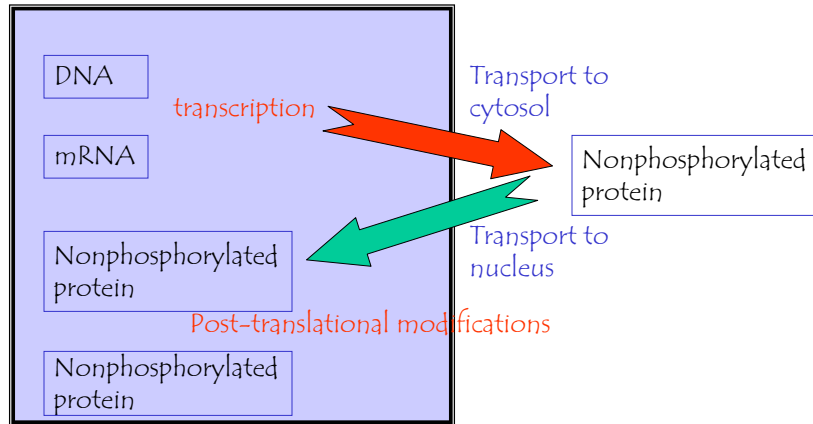 DNA
transcription
mRNA
Transport to
cytosol
Nonphosphorylated
protein
Transport to
nucleus
Nonphosphorylated
protein
Post-translational modifications
Nonphosphorylated
protein